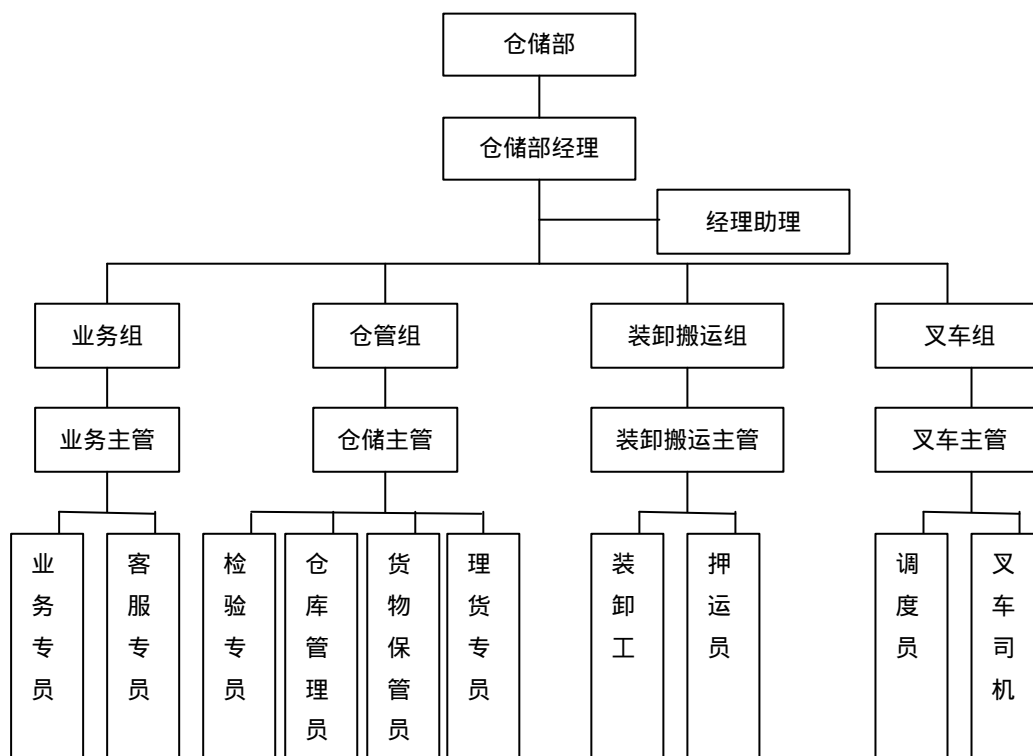 仓储部
仓储部经理
经理助理
业务组
仓管组
装卸搬运组
叉车组
业务主管
仓储主管
装卸搬运主管
叉车主管
业务专员
客服专员
检验专员
仓库管理员
货物保管员
理货专员
装卸工
押运员
调度员
叉车司机